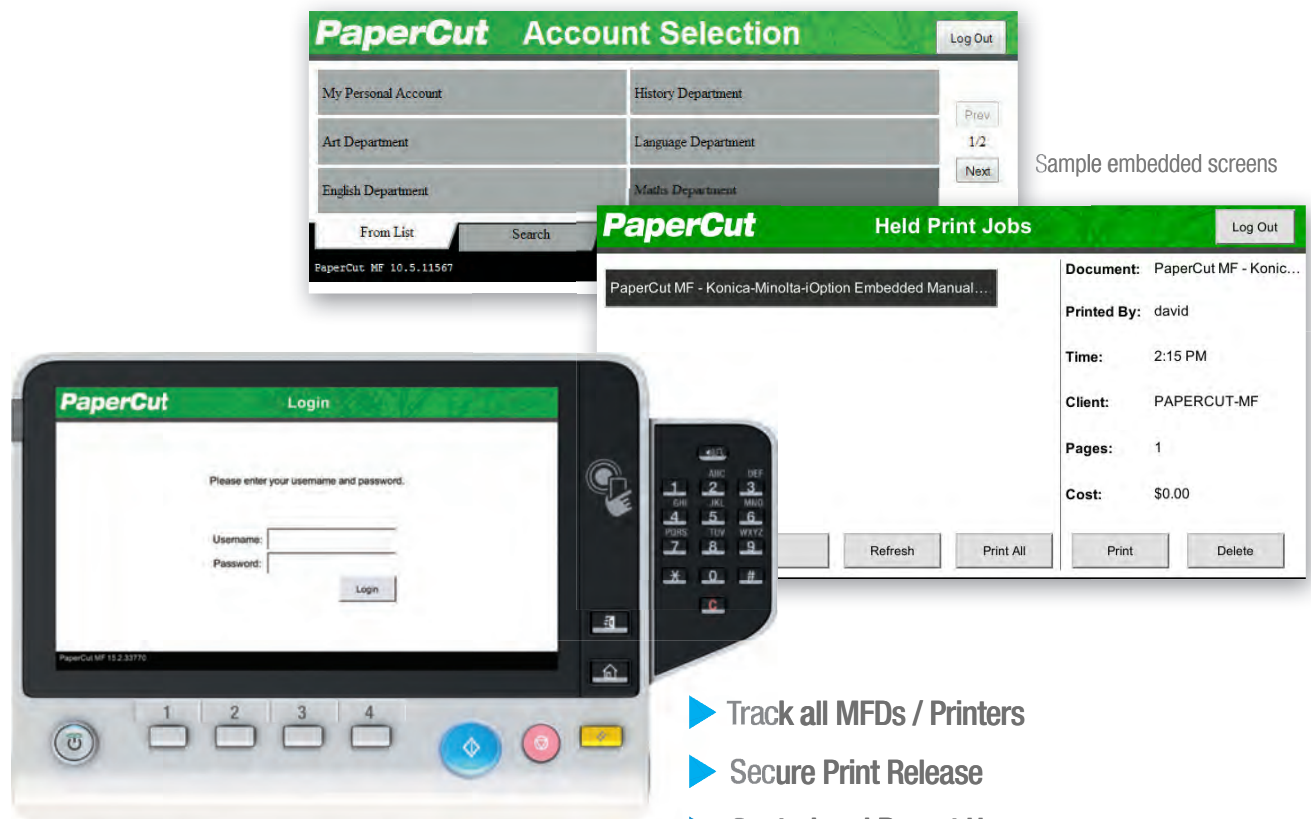 PaperCut Account Selection
Log Out
My Personal Account
History Department
Art Department
Language Department
English Department
Maths Department
Prev
1/2
Next
From List
Search
PaperCut MF 10.5.11567
Sample embedded screens
PaperCut Held Print Jobs
Log Out
PaperCut MF - Konica-Minolta-iOption Embedded Manual...
Document: PaperCut MF - Konic...
Printed By: david
Time: 2:15 PM
Client: PAPERCUT-MF
Pages: 1
Cost: $0.00
Refresh
Print All
Print
Delete
PaperCut Login
Please enter your username and password.
Username:
Password:
Login
PaperCut MF 15.2.33770
ABC DEF
1 2 3
GHI JKL MNO
4 5 6
PQRS TUV WXYZ
7 8 9
* 0 #
C
1 2 3 4
Track all MFDs / Printers
Secure Print Release